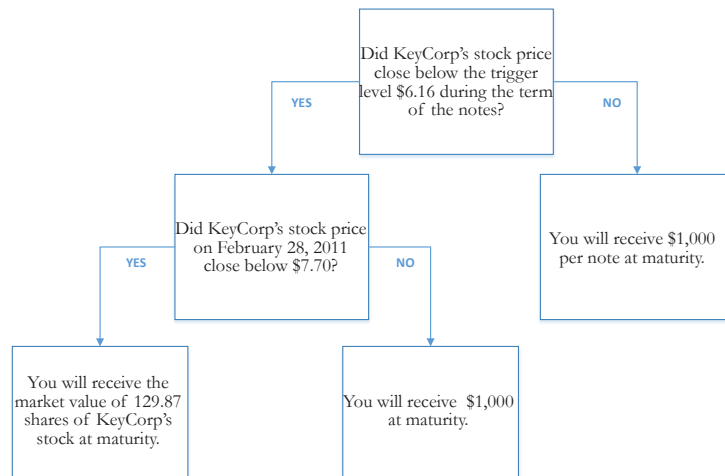 Did KeyCorp's stock price
close below the trigger
level $6.16 during the term
of the notes?
YES
NO
Did KeyCorp's stock price
on February 28, 2011
close below $7.70?
You will receive $1,000
per note at maturity.
YES
NO
You will receive the
market value of 129.87
shares of KeyCorp's
stock at maturity.
You will receive $1,000
at maturity.